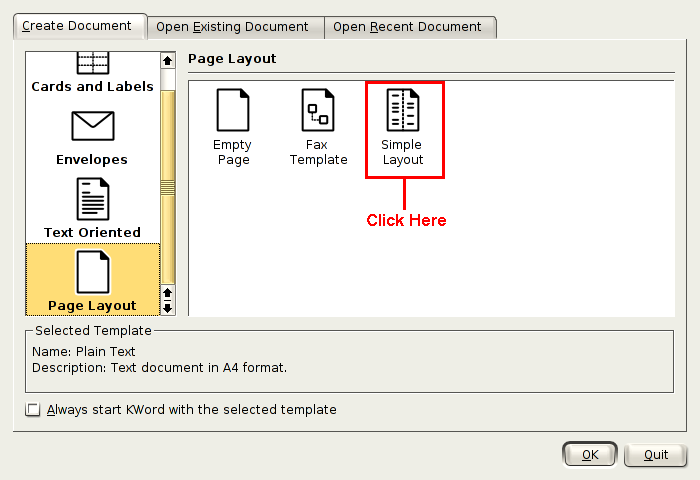 Create Document
Open Existing Document
Open Recent Document
Cards and Labels
Envelopes
Text Oriented
Page Layout
Page Layout
Empty
Page
Fax
Template
Simple
Layout
Click Here
Selected Template
Name: Plain Text
Description: Text document in A4 format.
Always start KWord with the selected template
OK
Quit